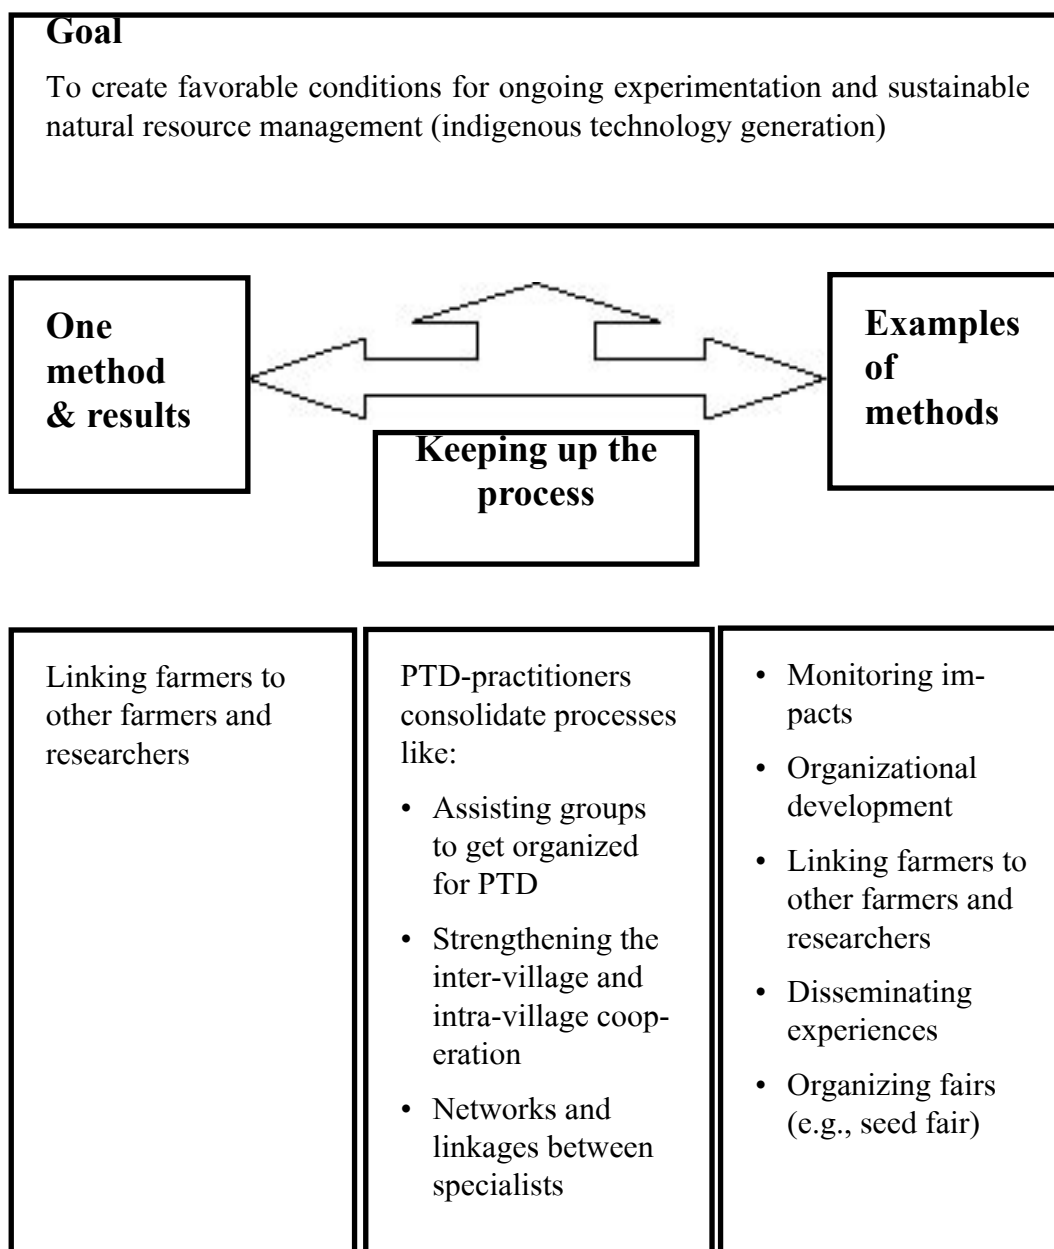 Goal
To create favorable conditions for ongoing experimentation and sustainable
natural resource management (indigenous technology generation)
One
method
& results
Keeping up the
process
Examples
of
methods
Linking farmers to
other farmers and
researchers
PTD-practitioners
consolidate processes
like:
• Assisting groups
to get organized
for PTD
• Strengthening the
inter-village and
intra-village coop-
eration
• Networks and
linkages between
specialists
• Monitoring im-
pacts
• Organizational
development
• Linking farmers to
other farmers and
researchers
• Disseminating
experiences
• Organizing fairs
(e.g., seed fair)